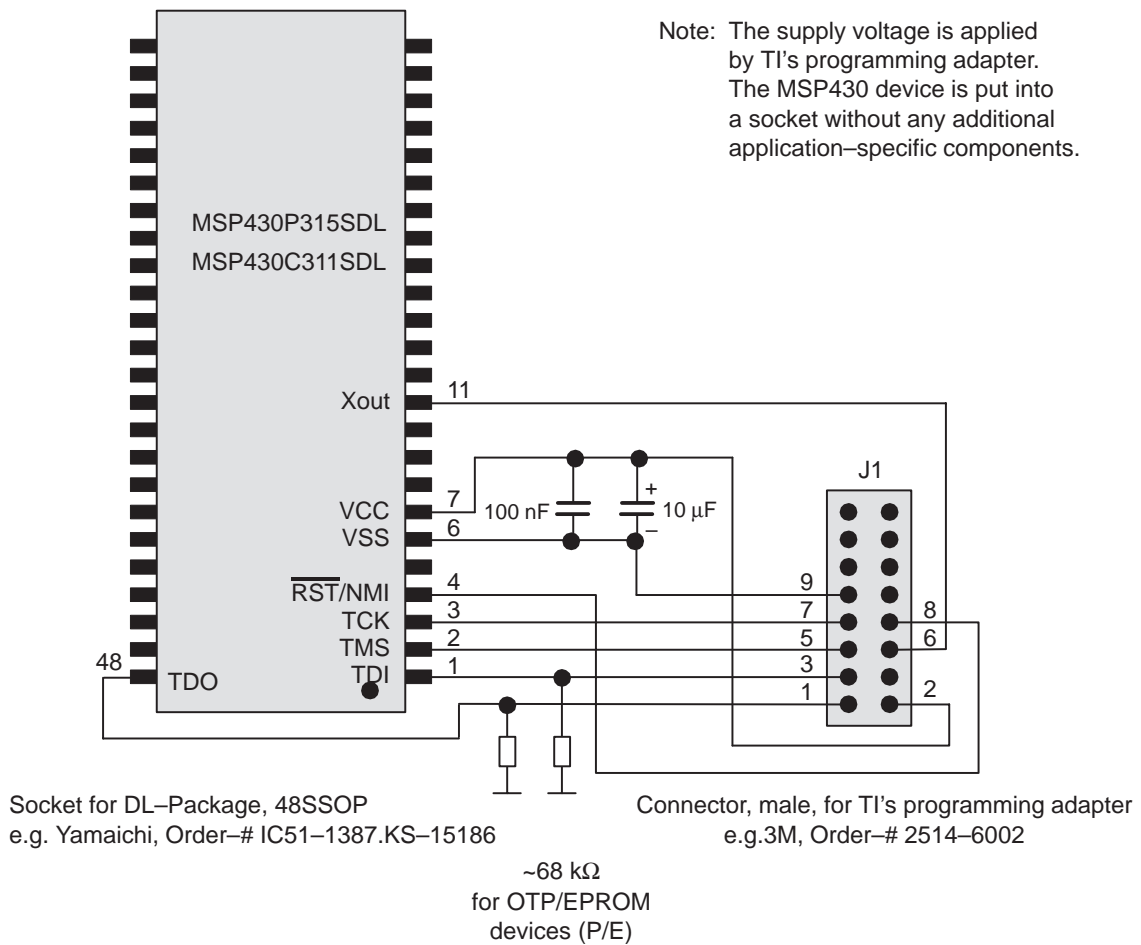 Note: The supply voltage is applied
by TI's programming adapter.
The MSP430 device is put into
a socket without any additional
application–specific components.
MSP430P315SDL
MSP430C311SDL
Xout
11
J1
VCC
7
100 nF
+
10 μF
–
VSS
6
RST/NMI
4
9
TCK
3
7
8
TMS
2
5
6
48
TDO
TDI
1
3
1
2
Socket for DL–Package, 48SSOP
e.g. Yamaichi, Order–# IC51–1387.KS–15186
Connector, male, for TI's programming adapter
e.g.3M, Order–# 2514–6002
~68 kΩ
for OTP/EPROM
devices (P/E)